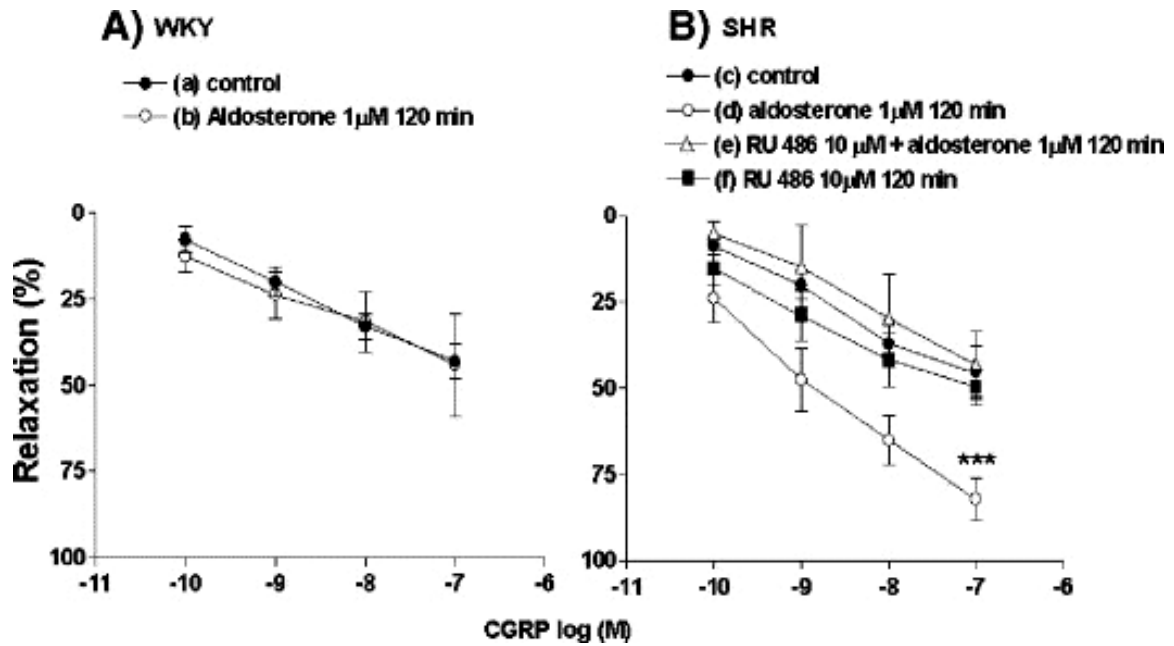 A) WKY
(a) control
(b) Aldosterone 1µM 120 min
B) SHR
(c) control
(d) aldosterone 1µM 120 min
(e) RU 486 10 µM + aldosterone 1µM 120 min
(f) RU 486 10µM 120 min
Relaxation (%)
0
25
50
75
100
-11 -10 -9 -8 -7 -6
0
25
50
75
100
***
-11 -10 -9 -8 -7 -6
CGRP log (M)